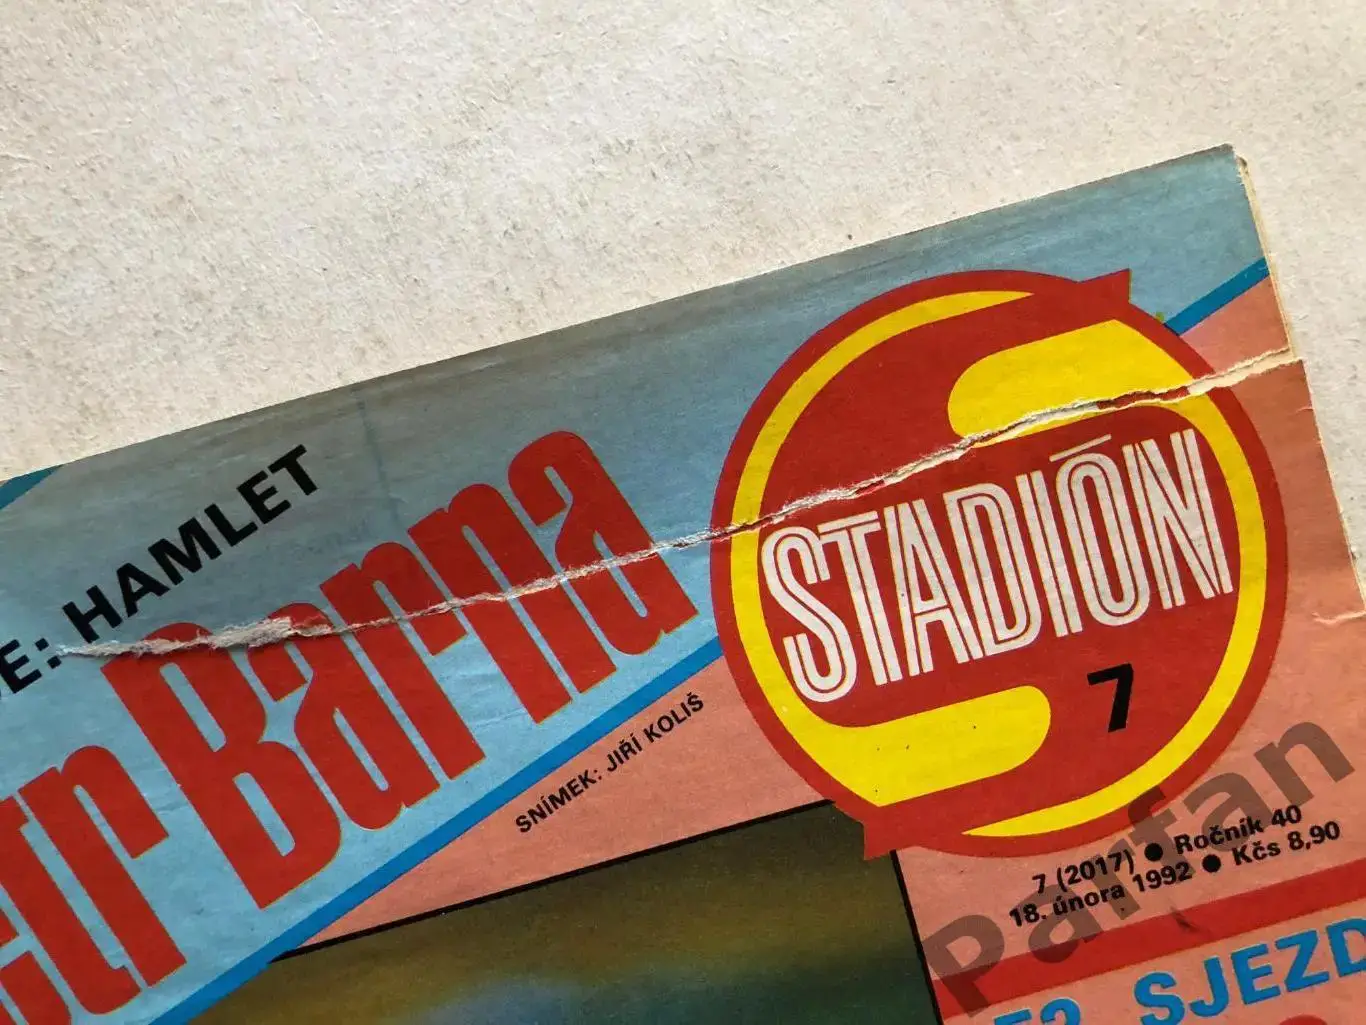 HAMLET
Barna
SNÍMEK: JIŘÍ KOLIŠ
STADIÓN
7
7 (2017) ● Ročník 40
18. února 1992 ● Kčs 8,90
SJEZD
Parfan